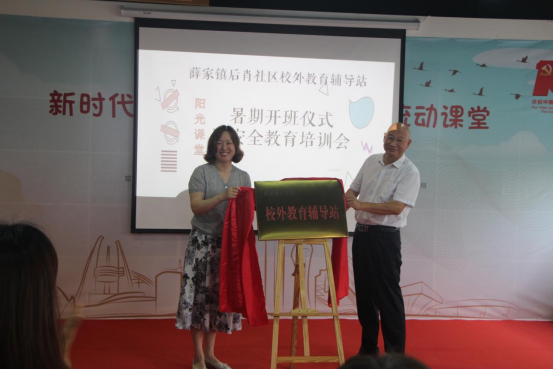 薛家镇后肖社区校外教育辅导站
新时代
阳光课堂
暑期开班仪式
安全教育培训会
动课堂
校外教育辅导站